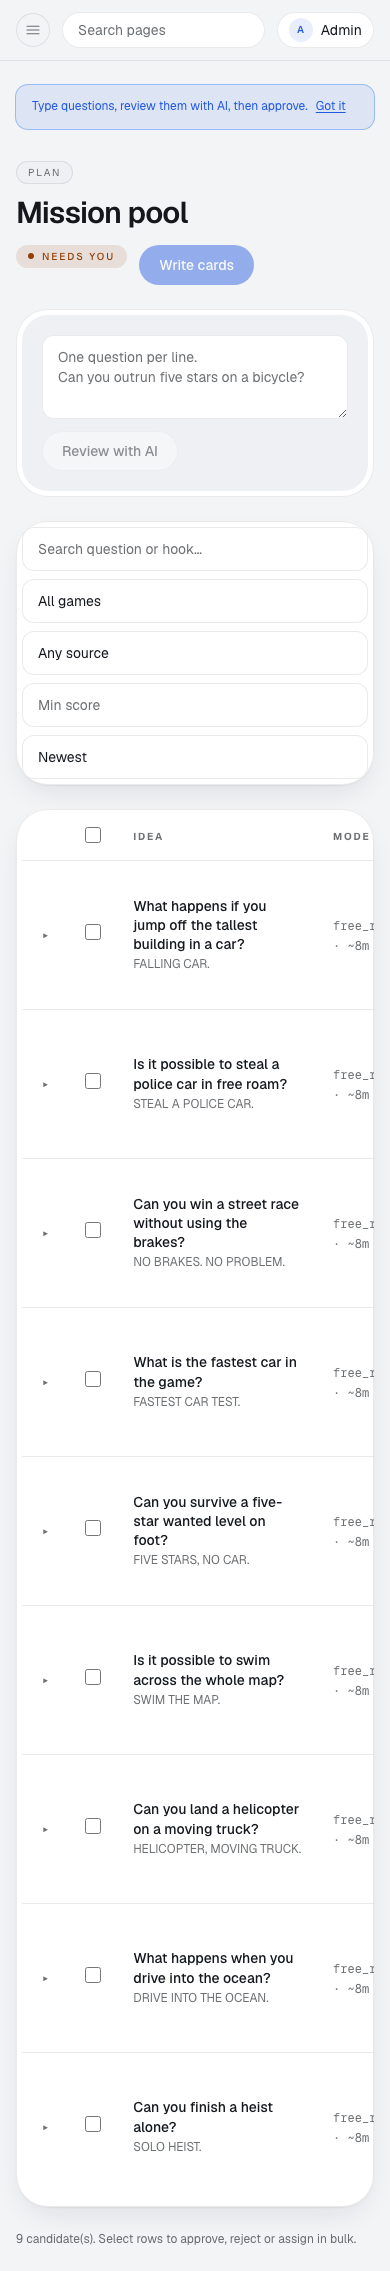 Search pages
A
Admin
Type questions, review them with AI, then approve. Got it
PLAN
Mission pool
NEEDS YOU
Write cards
One question per line.
Can you outrun five stars on a bicycle?
Review with AI
Search question or hook...
All games
Any source
Min score
Newest
IDEA MODE
What happens if you
jump off the tallest
building in a car?
FALLING CAR.
free_r
· ~8m
Is it possible to steal a
police car in free roam?
STEAL A POLICE CAR.
free_r
· ~8m
Can you win a street race
without using the
brakes?
NO BRAKES. NO PROBLEM.
free_r
· ~8m
What is the fastest car in
the game?
FASTEST CAR TEST.
free_r
· ~8m
Can you survive a five-
star wanted level on
foot?
FIVE STARS, NO CAR.
free_r
· ~8m
Is it possible to swim
across the whole map?
SWIM THE MAP.
free_r
· ~8m
Can you land a helicopter
on a moving truck?
HELICOPTER, MOVING TRUCK.
free_r
· ~8m
What happens when you
drive into the ocean?
DRIVE INTO THE OCEAN.
free_r
· ~8m
Can you finish a heist
alone?
SOLO HEIST.
free_r
· ~8m
9 candidate(s). Select rows to approve, reject or assign in bulk.